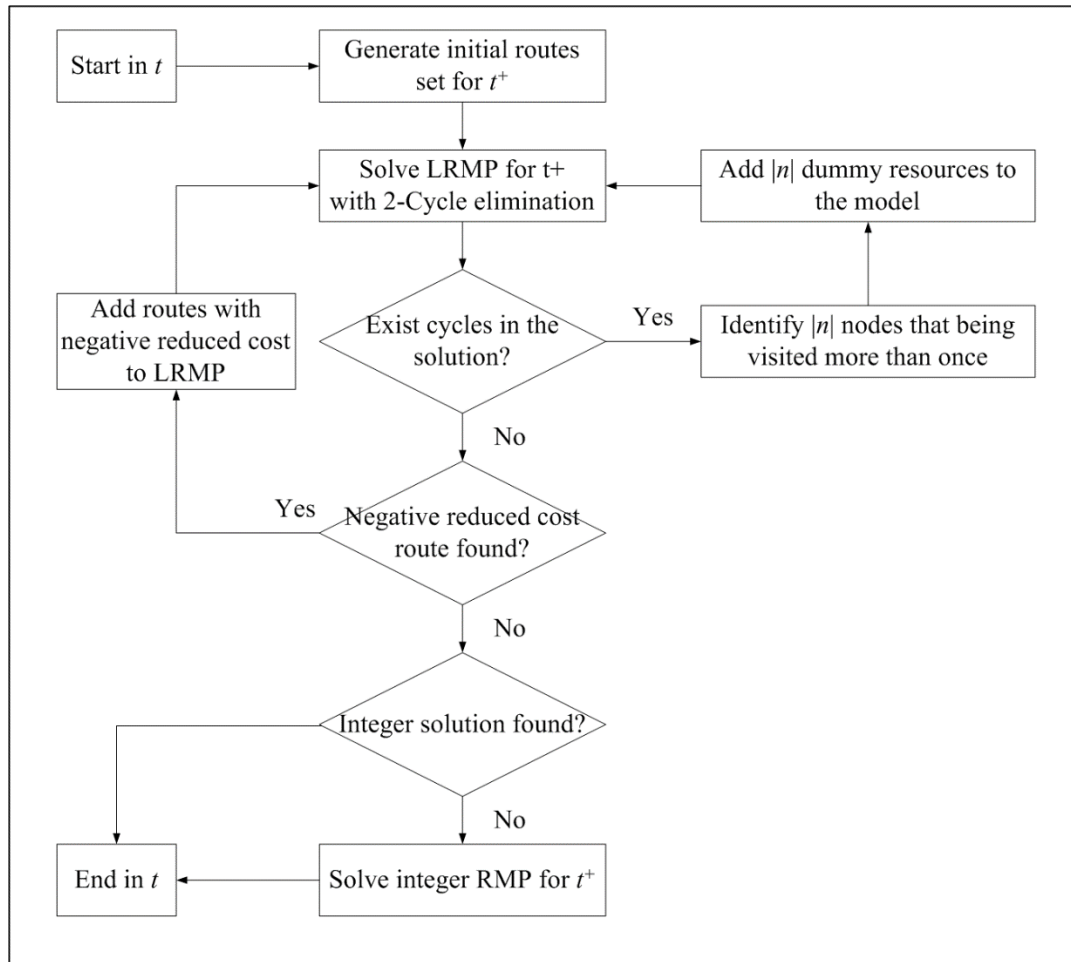 Start in t
Generate initial routes
set for t⁺
Solve LRMP for t+
with 2-Cycle elimination
Add |n| dummy resources to
the model
Add routes with
negative reduced cost
to LRMP
Exist cycles in the
solution?
Yes
Identify |n| nodes that being
visited more than once
No
Yes
Negative reduced cost
route found?
No
Integer solution found?
No
End in t
Solve integer RMP for t⁺